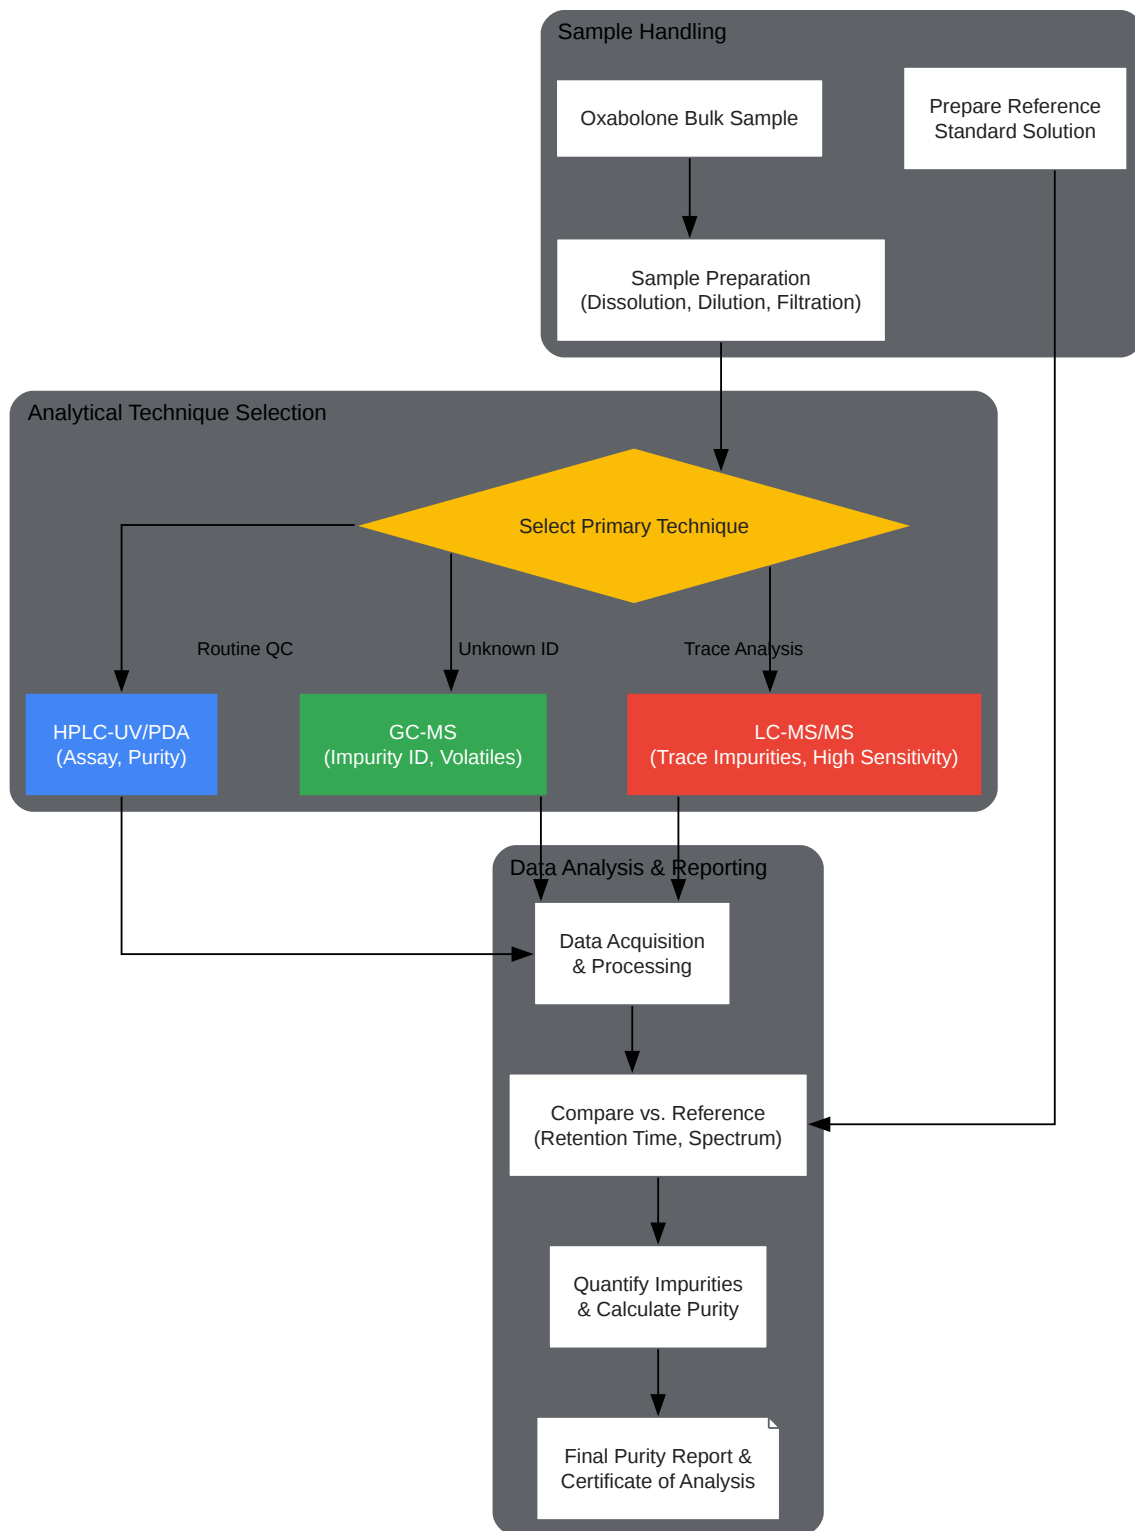 Sample Handling
Oxabolone Bulk Sample
Prepare Reference
Standard Solution
Sample Preparation
(Dissolution, Dilution, Filtration)
Analytical Technique Selection
Select Primary Technique
Routine QC
Unknown ID
Trace Analysis
HPLC-UV/PDA
(Assay, Purity)
GC-MS
(Impurity ID, Volatiles)
LC-MS/MS
(Trace Impurities, High Sensitivity)
Data Analysis & Reporting
Data Acquisition
& Processing
Compare vs. Reference
(Retention Time, Spectrum)
Quantify Impurities
& Calculate Purity
Final Purity Report &
Certificate of Analysis